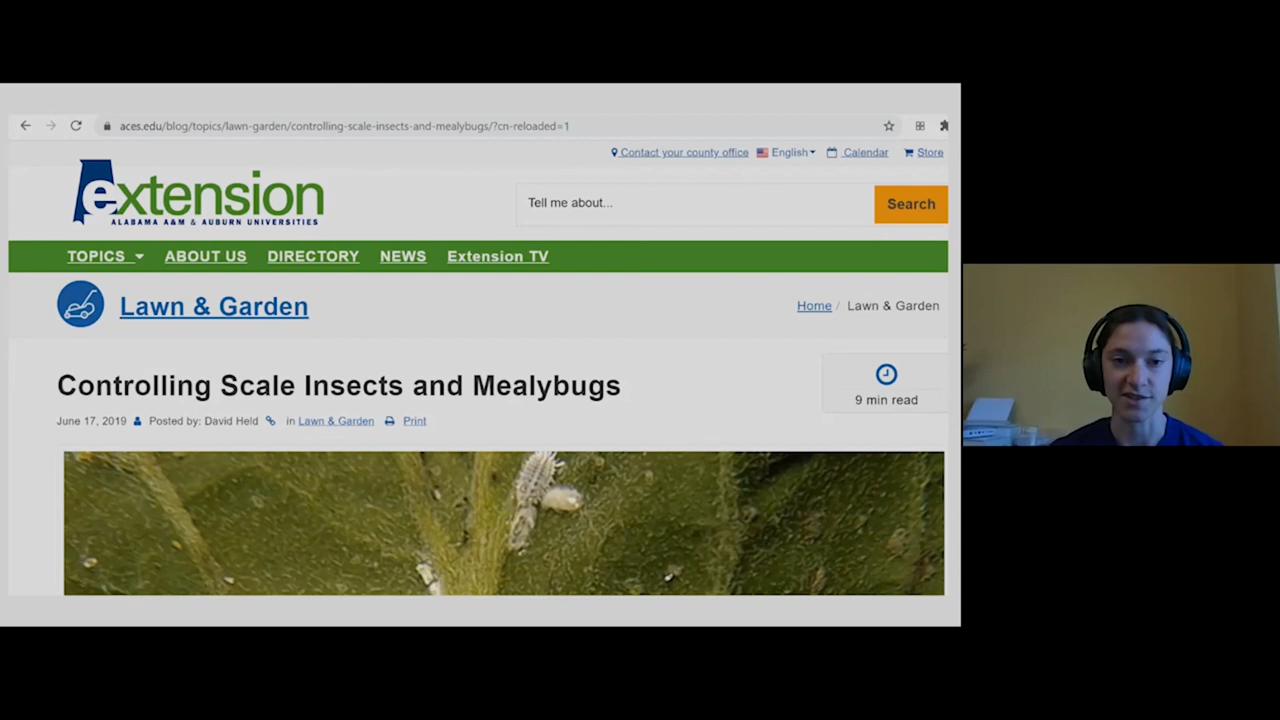 aces.edu/blog/topics/lawn-garden/controlling-scale-insects-and-mealybugs/?cn-reloaded=1
Contact your county office English Calendar Store
extension
ALABAMA A&M & AUBURN UNIVERSITIES
Tell me about... Search
TOPICS ABOUT US DIRECTORY NEWS Extension TV
Lawn & Garden
Home / Lawn & Garden
Controlling Scale Insects and Mealybugs
9 min read
June 17, 2019 Posted by: David Held in Lawn & Garden Print